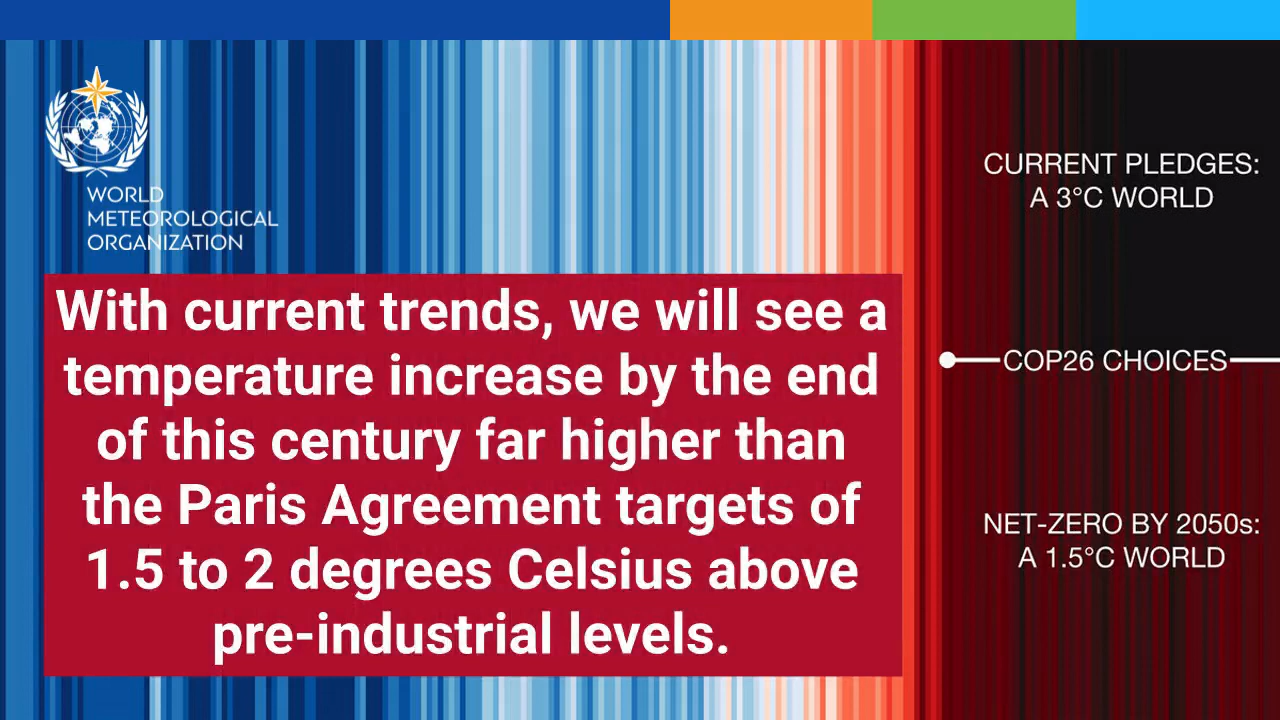 WORLD
METEOROLOGICAL
ORGANIZATION
With current trends, we will see a
temperature increase by the end
of this century far higher than
the Paris Agreement targets of
1.5 to 2 degrees Celsius above
pre-industrial levels.
CURRENT PLEDGES:
A 3°C WORLD
COP26 CHOICES
NET-ZERO BY 2050s:
A 1.5°C WORLD